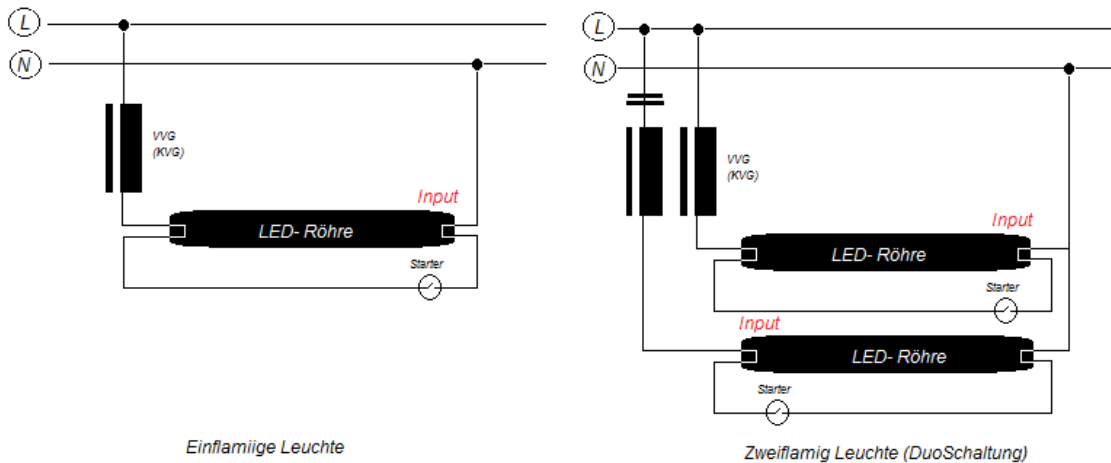 L
N
VVG
(KVG)
Input
LED- Röhre
Starter
Einflamiige Leuchte
L
N
VVG
(KVG)
Input
LED- Röhre
Starter
Input
LED- Röhre
Starter
Zweiflamig Leuchte (DuoSchaltung)